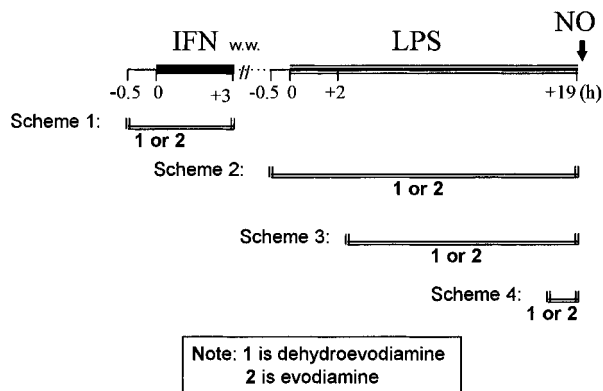 NO
IFN w.w. LPS
-0.5 0 +3 -0.5 0 +2 +19 (h)
Scheme 1:
1 or 2
Scheme 2:
1 or 2
Scheme 3:
1 or 2
Scheme 4:
1 or 2
Note: 1 is dehydroevodiamine
2 is evodiamine